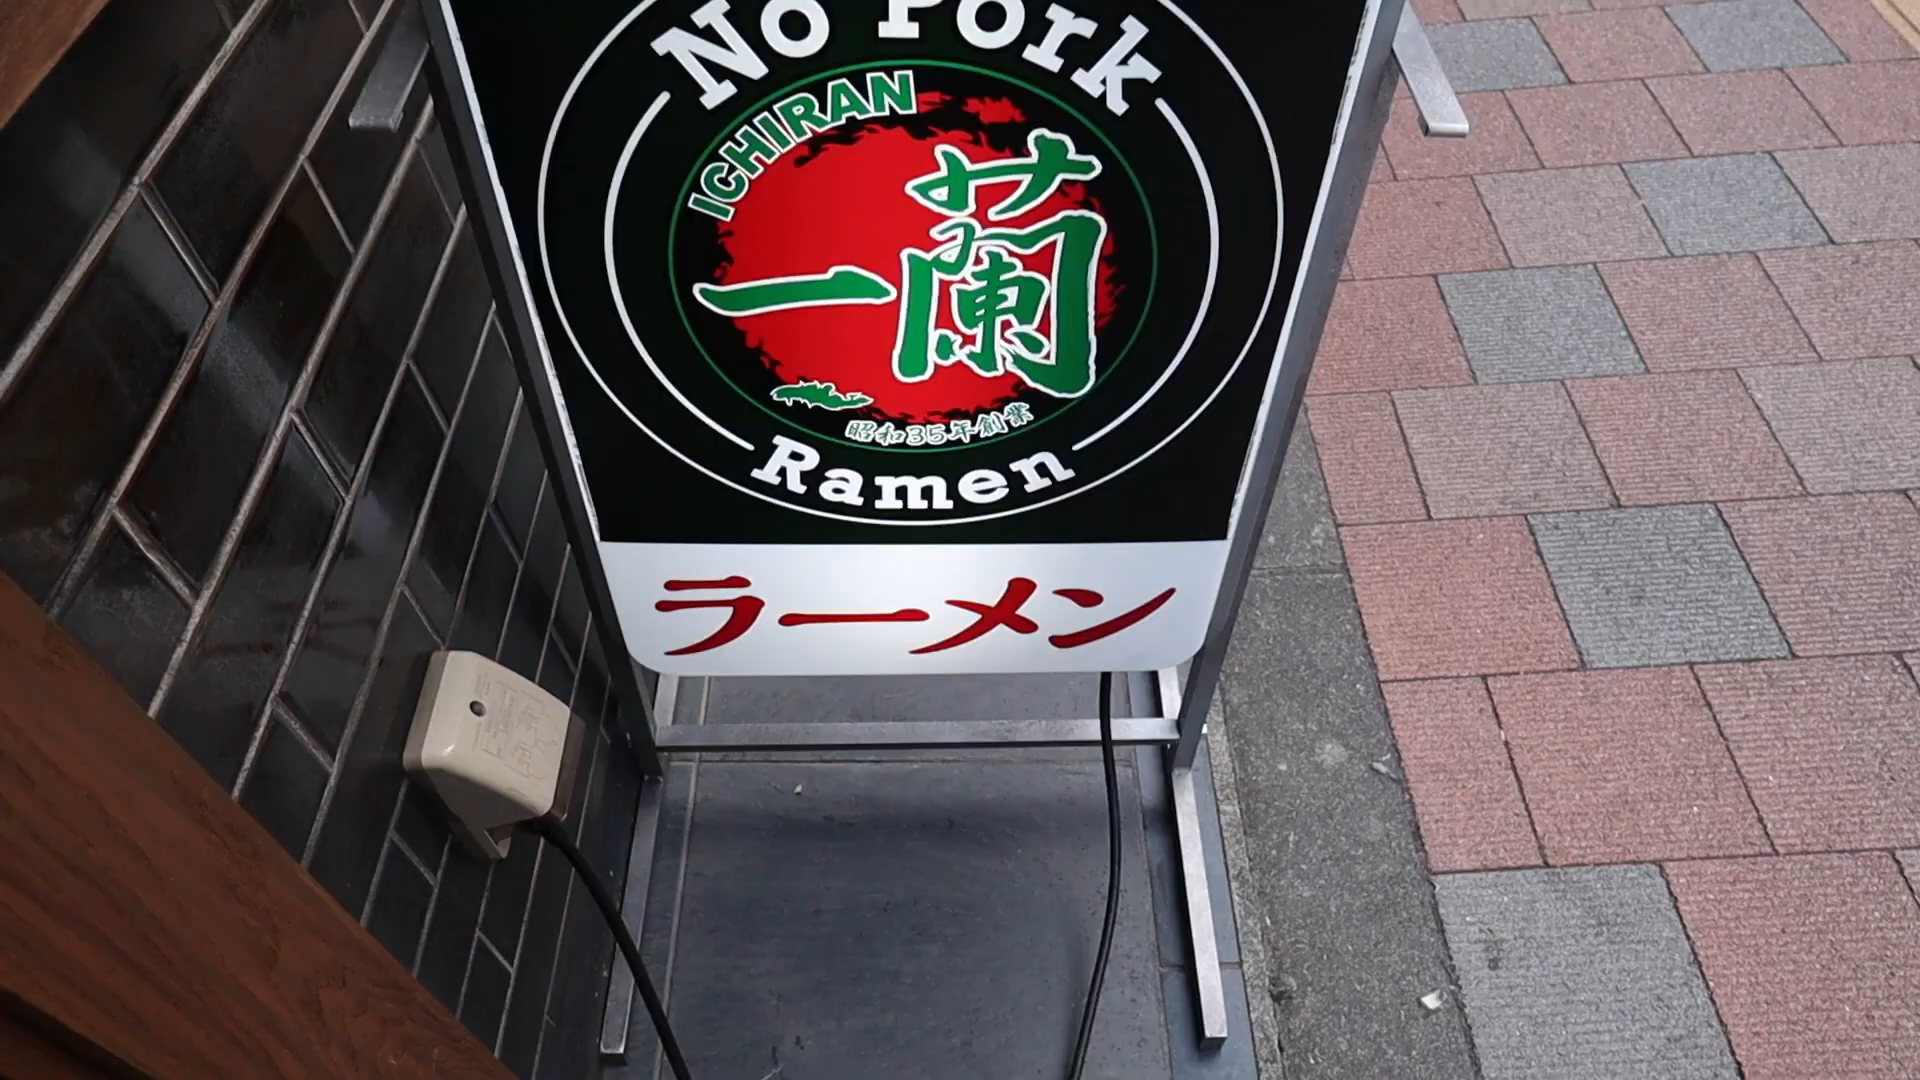 No Pork
ICHIRAN
一蘭
昭和35年創業
Ramen
ラーメン